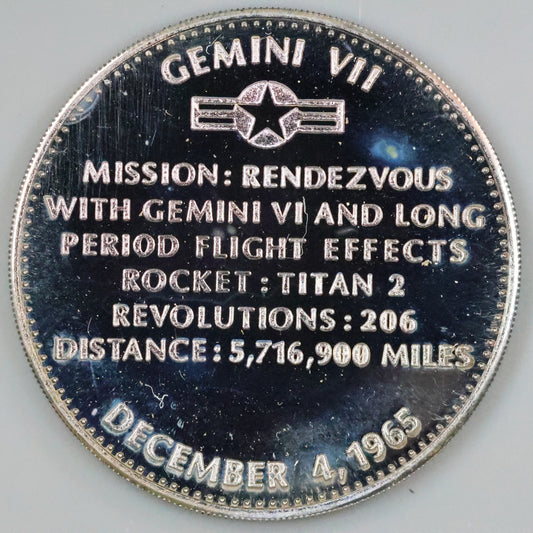 GEMINI VII
MISSION: RENDEZVOUS
WITH GEMINI VI AND LONG
PERIOD FLIGHT EFFECTS
ROCKET: TITAN 2
REVOLUTIONS: 206
DISTANCE: 5,716,900 MILES
DECEMBER 4, 1965